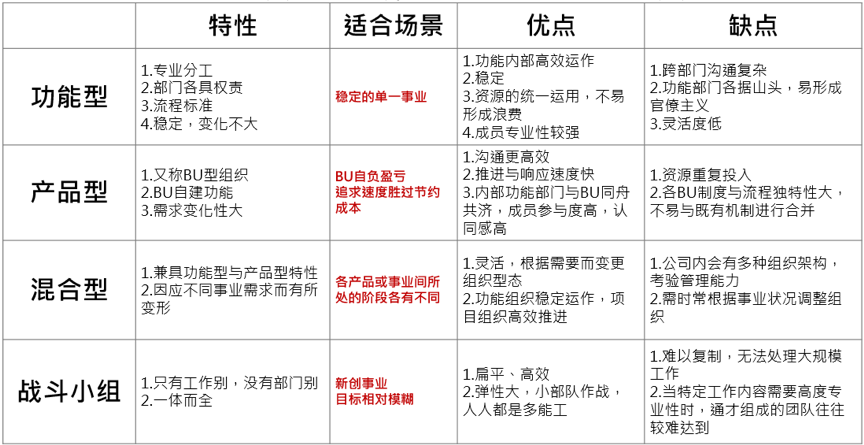 特性
适合场景
优点
缺点
功能型
1.专业分工
2.部门各具权责
3.流程标准
4.稳定，变化不大
稳定的单一事业
1.功能内部高效运作
2.稳定
3.资源的统一运用，不易
形成浪费
4.成员专业性较强
1.跨部门沟通复杂
2.功能部门各据山头，易形成
官僚主义
3.灵活度低
产品型
1.又称BU型组织
2.BU自建功能
3.需求变化性大
BU自负盈亏
追求速度胜过节约
成本
1.沟通更高效
2.推进与响应速度快
3.内部功能部门与BU同舟
共济，成员参与度高，认
同感高
1.资源重复投入
2.各BU制度与流程独特性大，
不易与既有机制进行合并
混合型
1.兼具功能型与产品型特性
2.因应不同事业需求而有所
变形
各产品或事业间所
处的阶段各有不同
1.灵活，根据需要而变更
组织型态
2.功能组织稳定运作，项
目组织高效推进
1.公司内会有多种组织架构，
考验管理能力
2.需时常根据事业状况调整组
织
战斗小组
1.只有工作别，没有部门别
2.一体而全
新创事业
目标相对模糊
1.扁平、高效
2.弹性大，小部队作战，
人人都是多能工
1.难以复制，无法处理大规模
工作
2.当特定工作内容需要高度专
业性时，通才组成的团队往往
较难达到